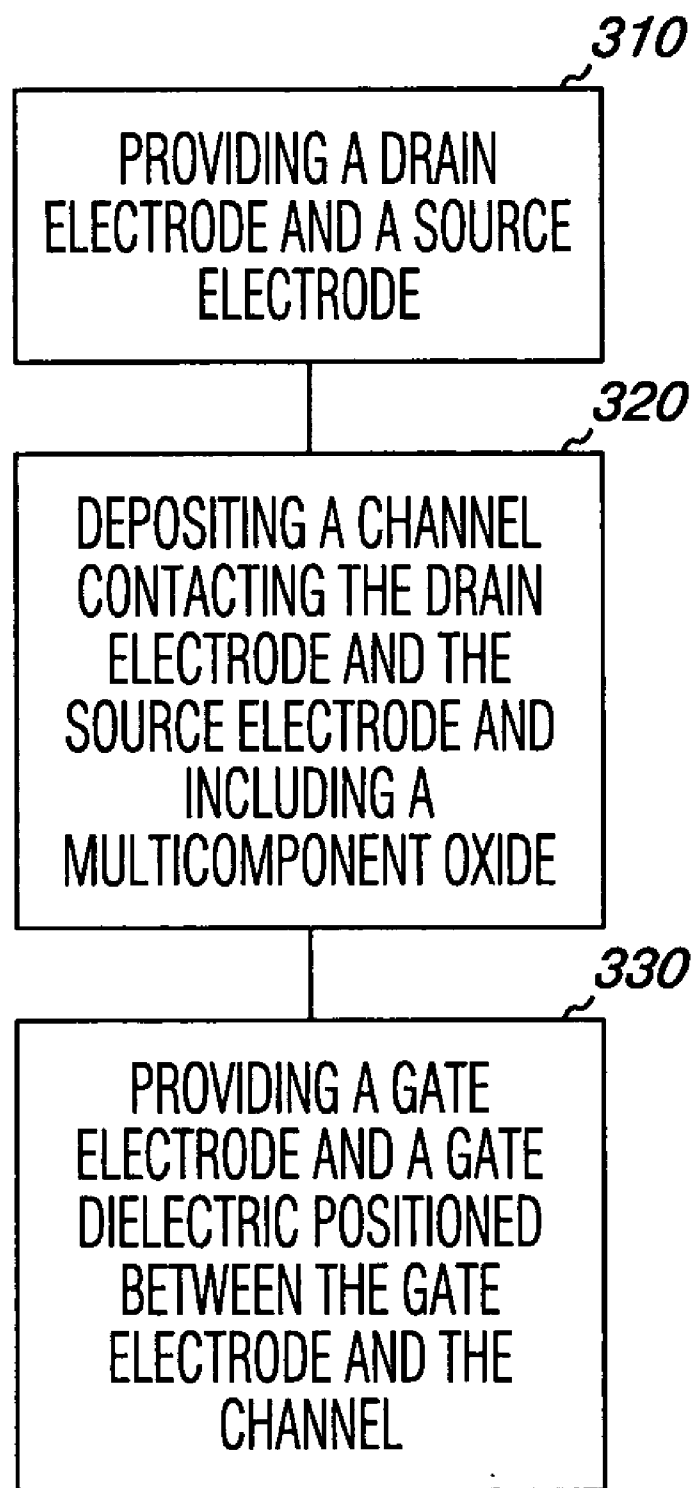 310
PROVIDING A DRAIN
ELECTRODE AND A SOURCE
ELECTRODE
320
DEPOSITING A CHANNEL
CONTACTING THE DRAIN
ELECTRODE AND THE
SOURCE ELECTRODE AND
INCLUDING A
MULTICOMPONENT OXIDE
330
PROVIDING A GATE
ELECTRODE AND A GATE
DIELECTRIC POSITIONED
BETWEEN THE GATE
ELECTRODE AND THE
CHANNEL